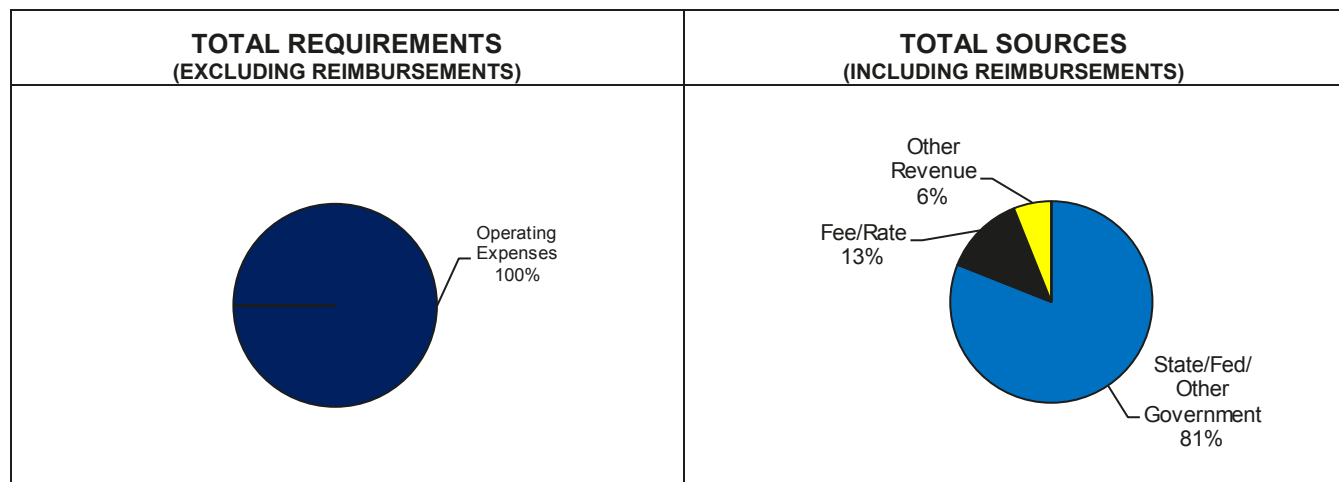 TOTAL REQUIREMENTS
(EXCLUDING REIMBURSEMENTS)
Operating
Expenses
100%
TOTAL SOURCES
(INCLUDING REIMBURSEMENTS)
Other
Revenue
6%
Fee/Rate
13%
State/Fed/
Other
Government
81%